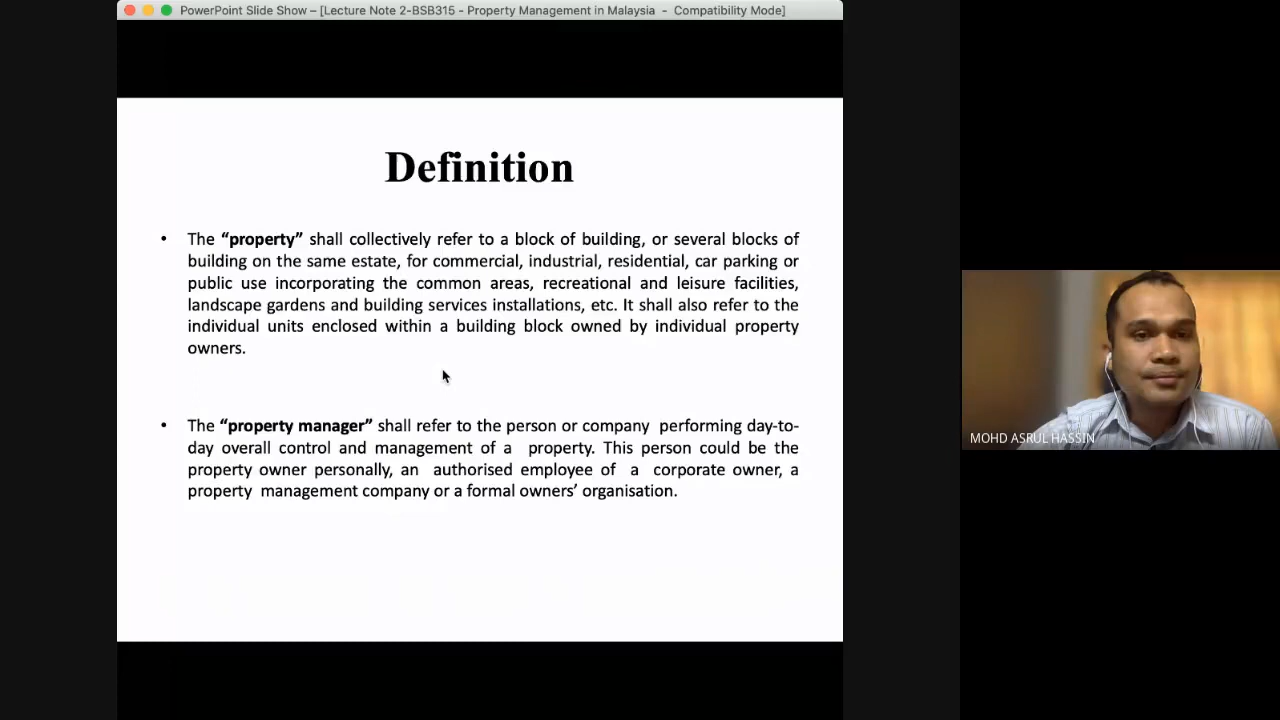 PowerPoint Slide Show – [Lecture Note 2-BSB315 - Property Management in Malaysia - Compatibility Mode]
Definition
• The “property” shall collectively refer to a block of building, or several blocks of
building on the same estate, for commercial, industrial, residential, car parking or
public use incorporating the common areas, recreational and leisure facilities,
landscape gardens and building services installations, etc. It shall also refer to the
individual units enclosed within a building block owned by individual property
owners.
• The “property manager” shall refer to the person or company performing day-to-
day overall control and management of a property. This person could be the
property owner personally, an authorised employee of a corporate owner, a
property management company or a formal owners’ organisation.
MOHD ASRUL HASSIN